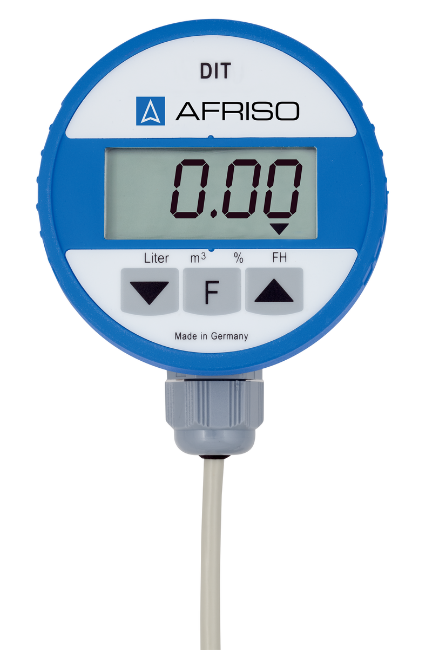 DIT
AFRISO
0.00
Liter m³ % FH
F
Made in Germany